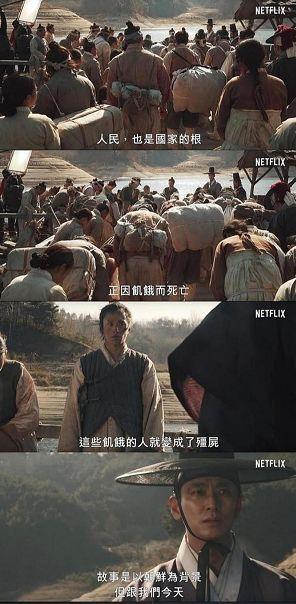 NETFLIX
人民，也是國家的根
NETFLIX
正因飢餓而死亡
NETFLIX
這些飢餓的人就變成了殭屍
NETFLIX
故事是以朝鮮為背景
但跟我們今天